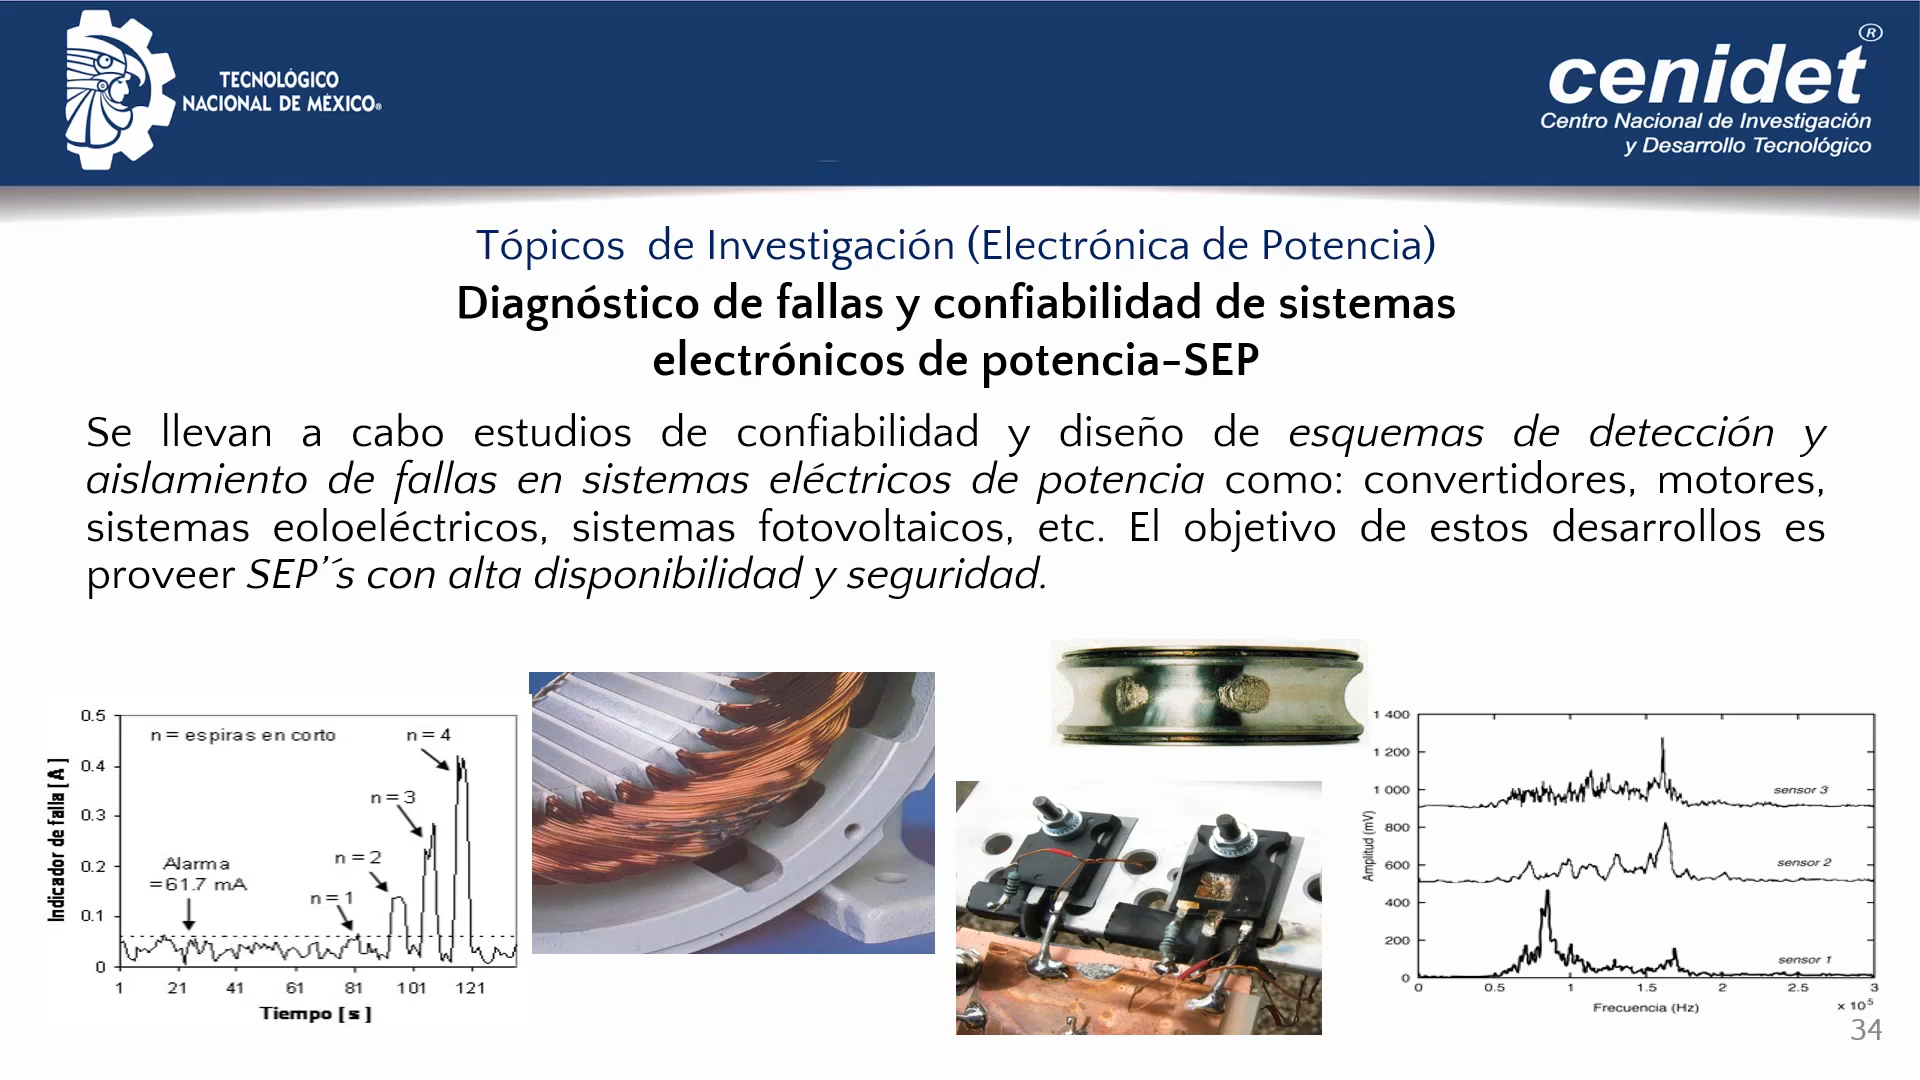 TECNOLÓGICO
NACIONAL DE MÉXICO®
cenidet®
Centro Nacional de Investigación
y Desarrollo Tecnológico
Tópicos de Investigación (Electrónica de Potencia)
Diagnóstico de fallas y confiabilidad de sistemas
electrónicos de potencia-SEP
Se llevan a cabo estudios de confiabilidad y diseño de esquemas de detección y
aislamiento de fallas en sistemas eléctricos de potencia como: convertidores, motores,
sistemas eoloeléctricos, sistemas fotovoltaicos, etc. El objetivo de estos desarrollos es
proveer SEP’´s con alta disponibilidad y seguridad.
0.5
0.4
0.3
0.2
0.1
0
Indicador de falla [ A ]
n = espiras en corto
n = 4
n = 3
n = 2
n = 1
Alarma
=61.7 mA
1 21 41 61 81 101 121
Tiempo [ s ]
1 400
1 200
1 000
800
600
400
200
0
Amplitud (mV)
sensor 3
sensor 2
sensor 1
0 0.5 1 1.5 2 2.5 3
Frecuencia (Hz)
x 10⁵
34